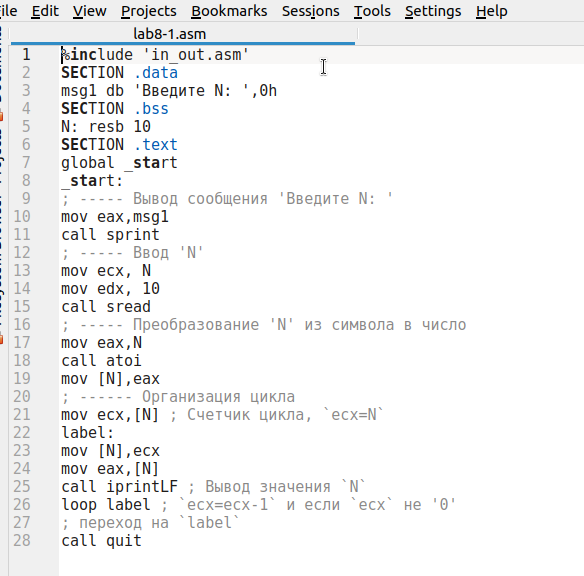 File Edit View Projects Bookmarks Sessions Tools Settings Help
lab8-1.asm
1 %include 'in_out.asm'
2 SECTION .data
3 msg1 db 'Введите N: ',0h
4 SECTION .bss
5 N: resb 10
6 SECTION .text
7 global _start
8 _start:
9 ; ----- Вывод сообщения 'Введите N: '
10 mov eax,msg1
11 call sprint
12 ; ----- Ввод 'N'
13 mov ecx, N
14 mov edx, 10
15 call sread
16 ; ----- Преобразование 'N' из символа в число
17 mov eax,N
18 call atoi
19 mov [N],eax
20 ; ------ Организация цикла
21 mov ecx,[N] ; Счетчик цикла, `ecx=N`
22 label:
23 mov [N],ecx
24 mov eax,[N]
25 call iprintLF ; Вывод значения `N`
26 loop label ; `ecx=ecx-1` и если `ecx` не '0'
27 ; переход на `label`
28 call quit